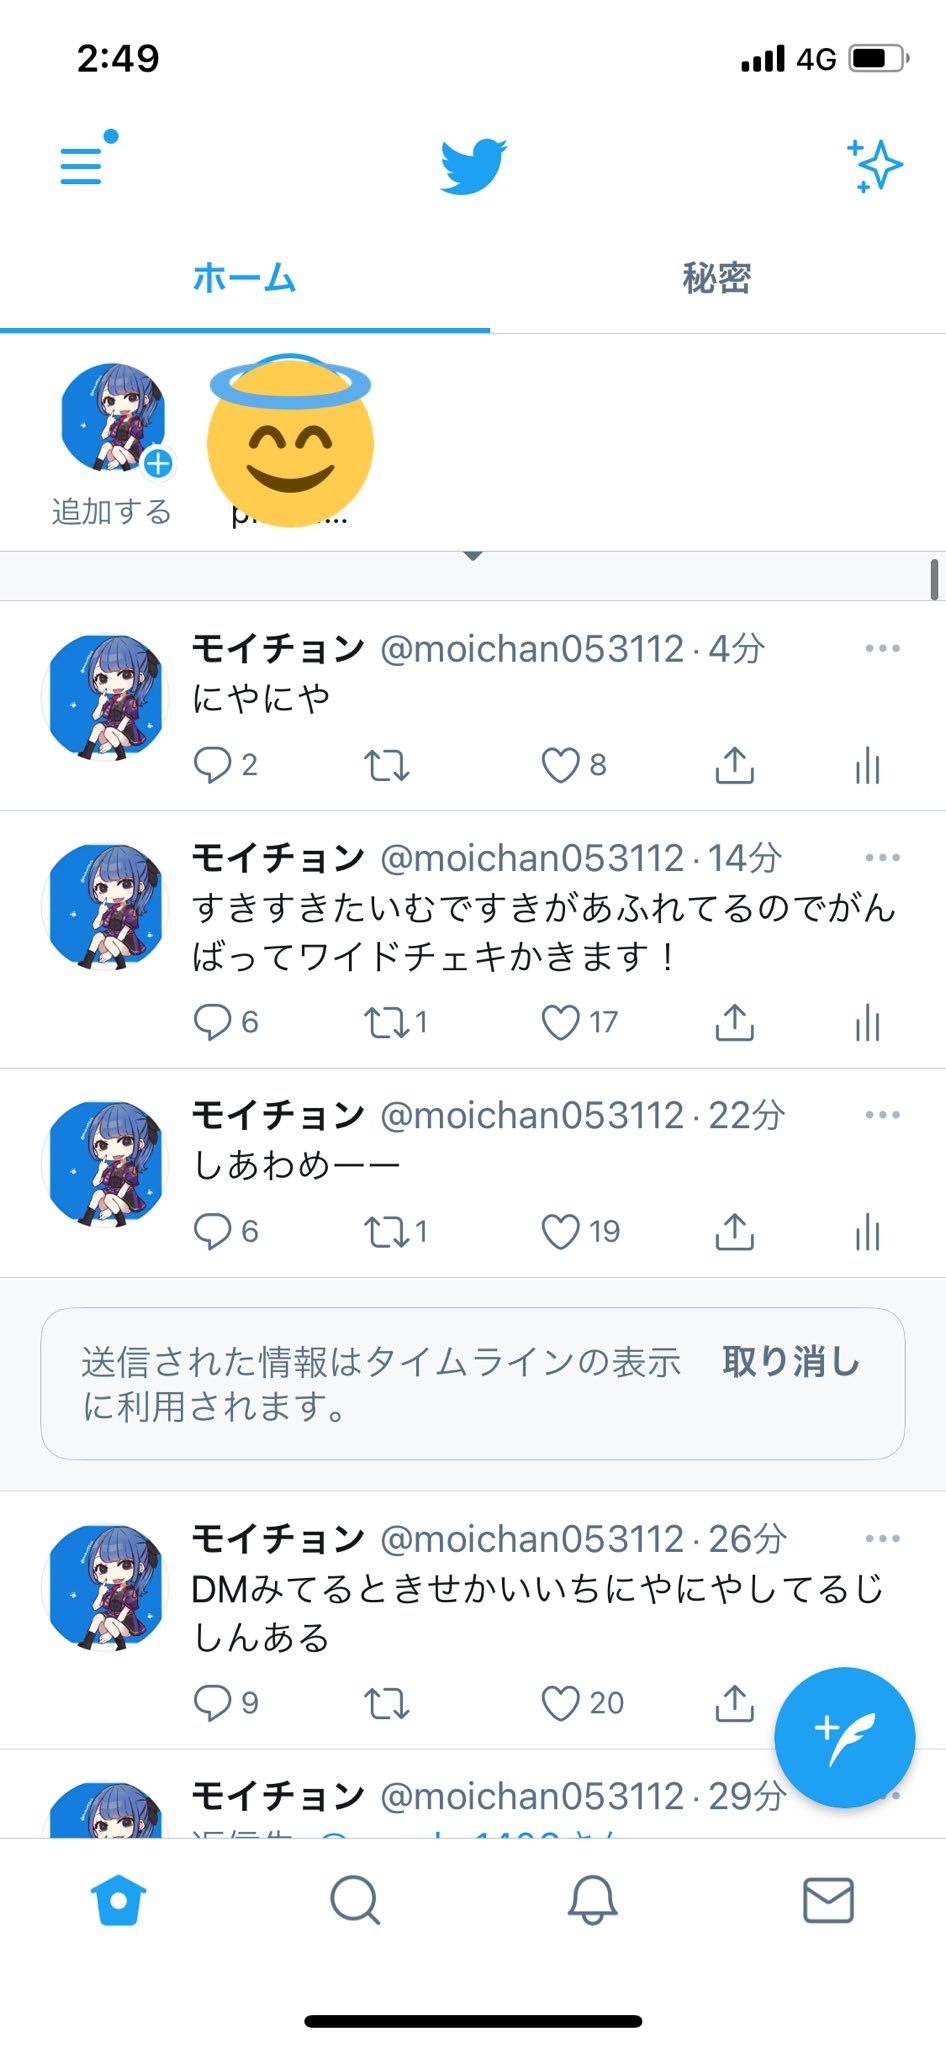 2:49
4G
ホーム
秘密
追加する
モイチョン @moichan053112 · 4分
にやにや
2
8
モイチョン @moichan053112 · 14分
すきすきたいむですきがあふれてるのでがん
ばってワイドチェキかきます！
6
1
17
モイチョン @moichan053112 · 22分
しあわめーー
6
1
19
送信された情報はタイムラインの表示
に利用されます。
取り消し
モイチョン @moichan053112 · 26分
DMみてるときせかいいちにやにやしてるじ
しんある
9
20
モイチョン @moichan053112 · 29分